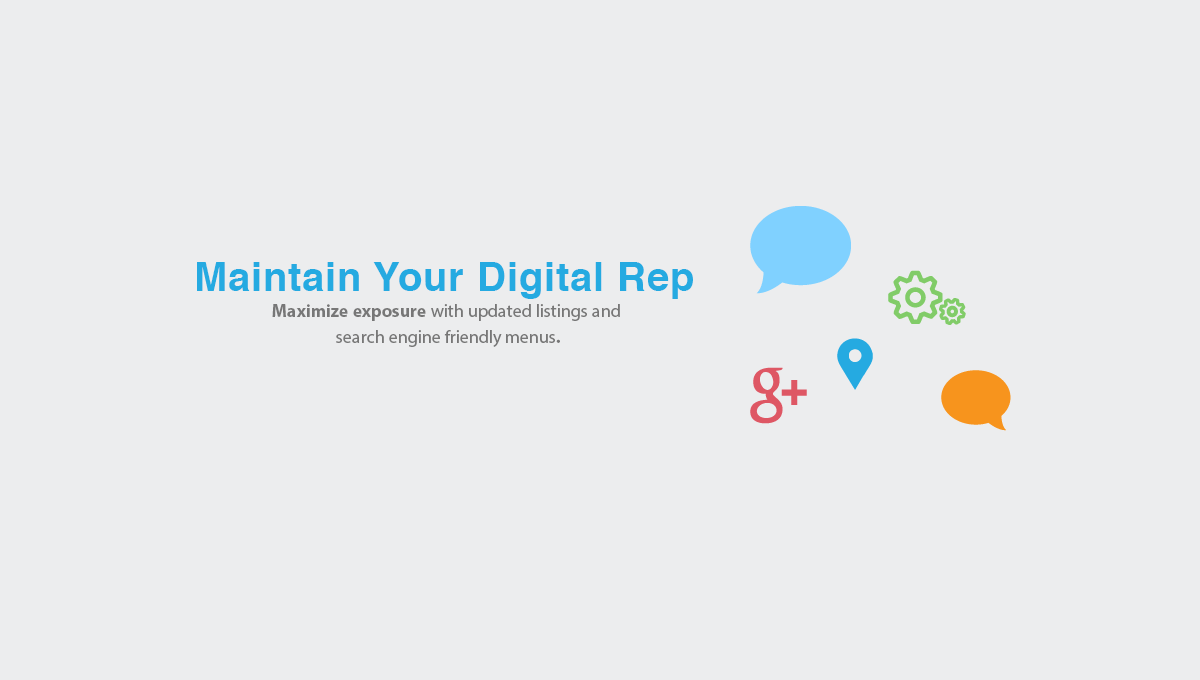 Maintain Your Digital Rep
Maximize exposure with updated listings and
search engine friendly menus.
g+